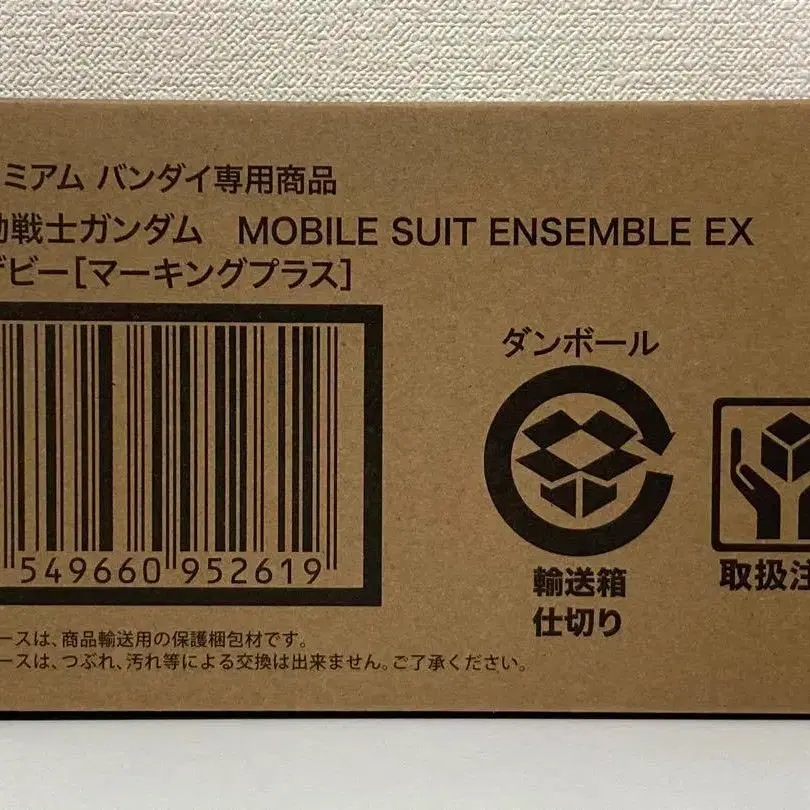 ミアム バンダイ専用商品
動戦士ガンダム MOBILE SUIT ENSEMBLE EX
デビー[マーキングプラス]
549660 952619
ダンボール
輸送箱
仕切り
取扱注
ースは、商品輸送用の保護梱包材です。
ースは、つぶれ、汚れ等による交換は出来ません。ご了承ください。